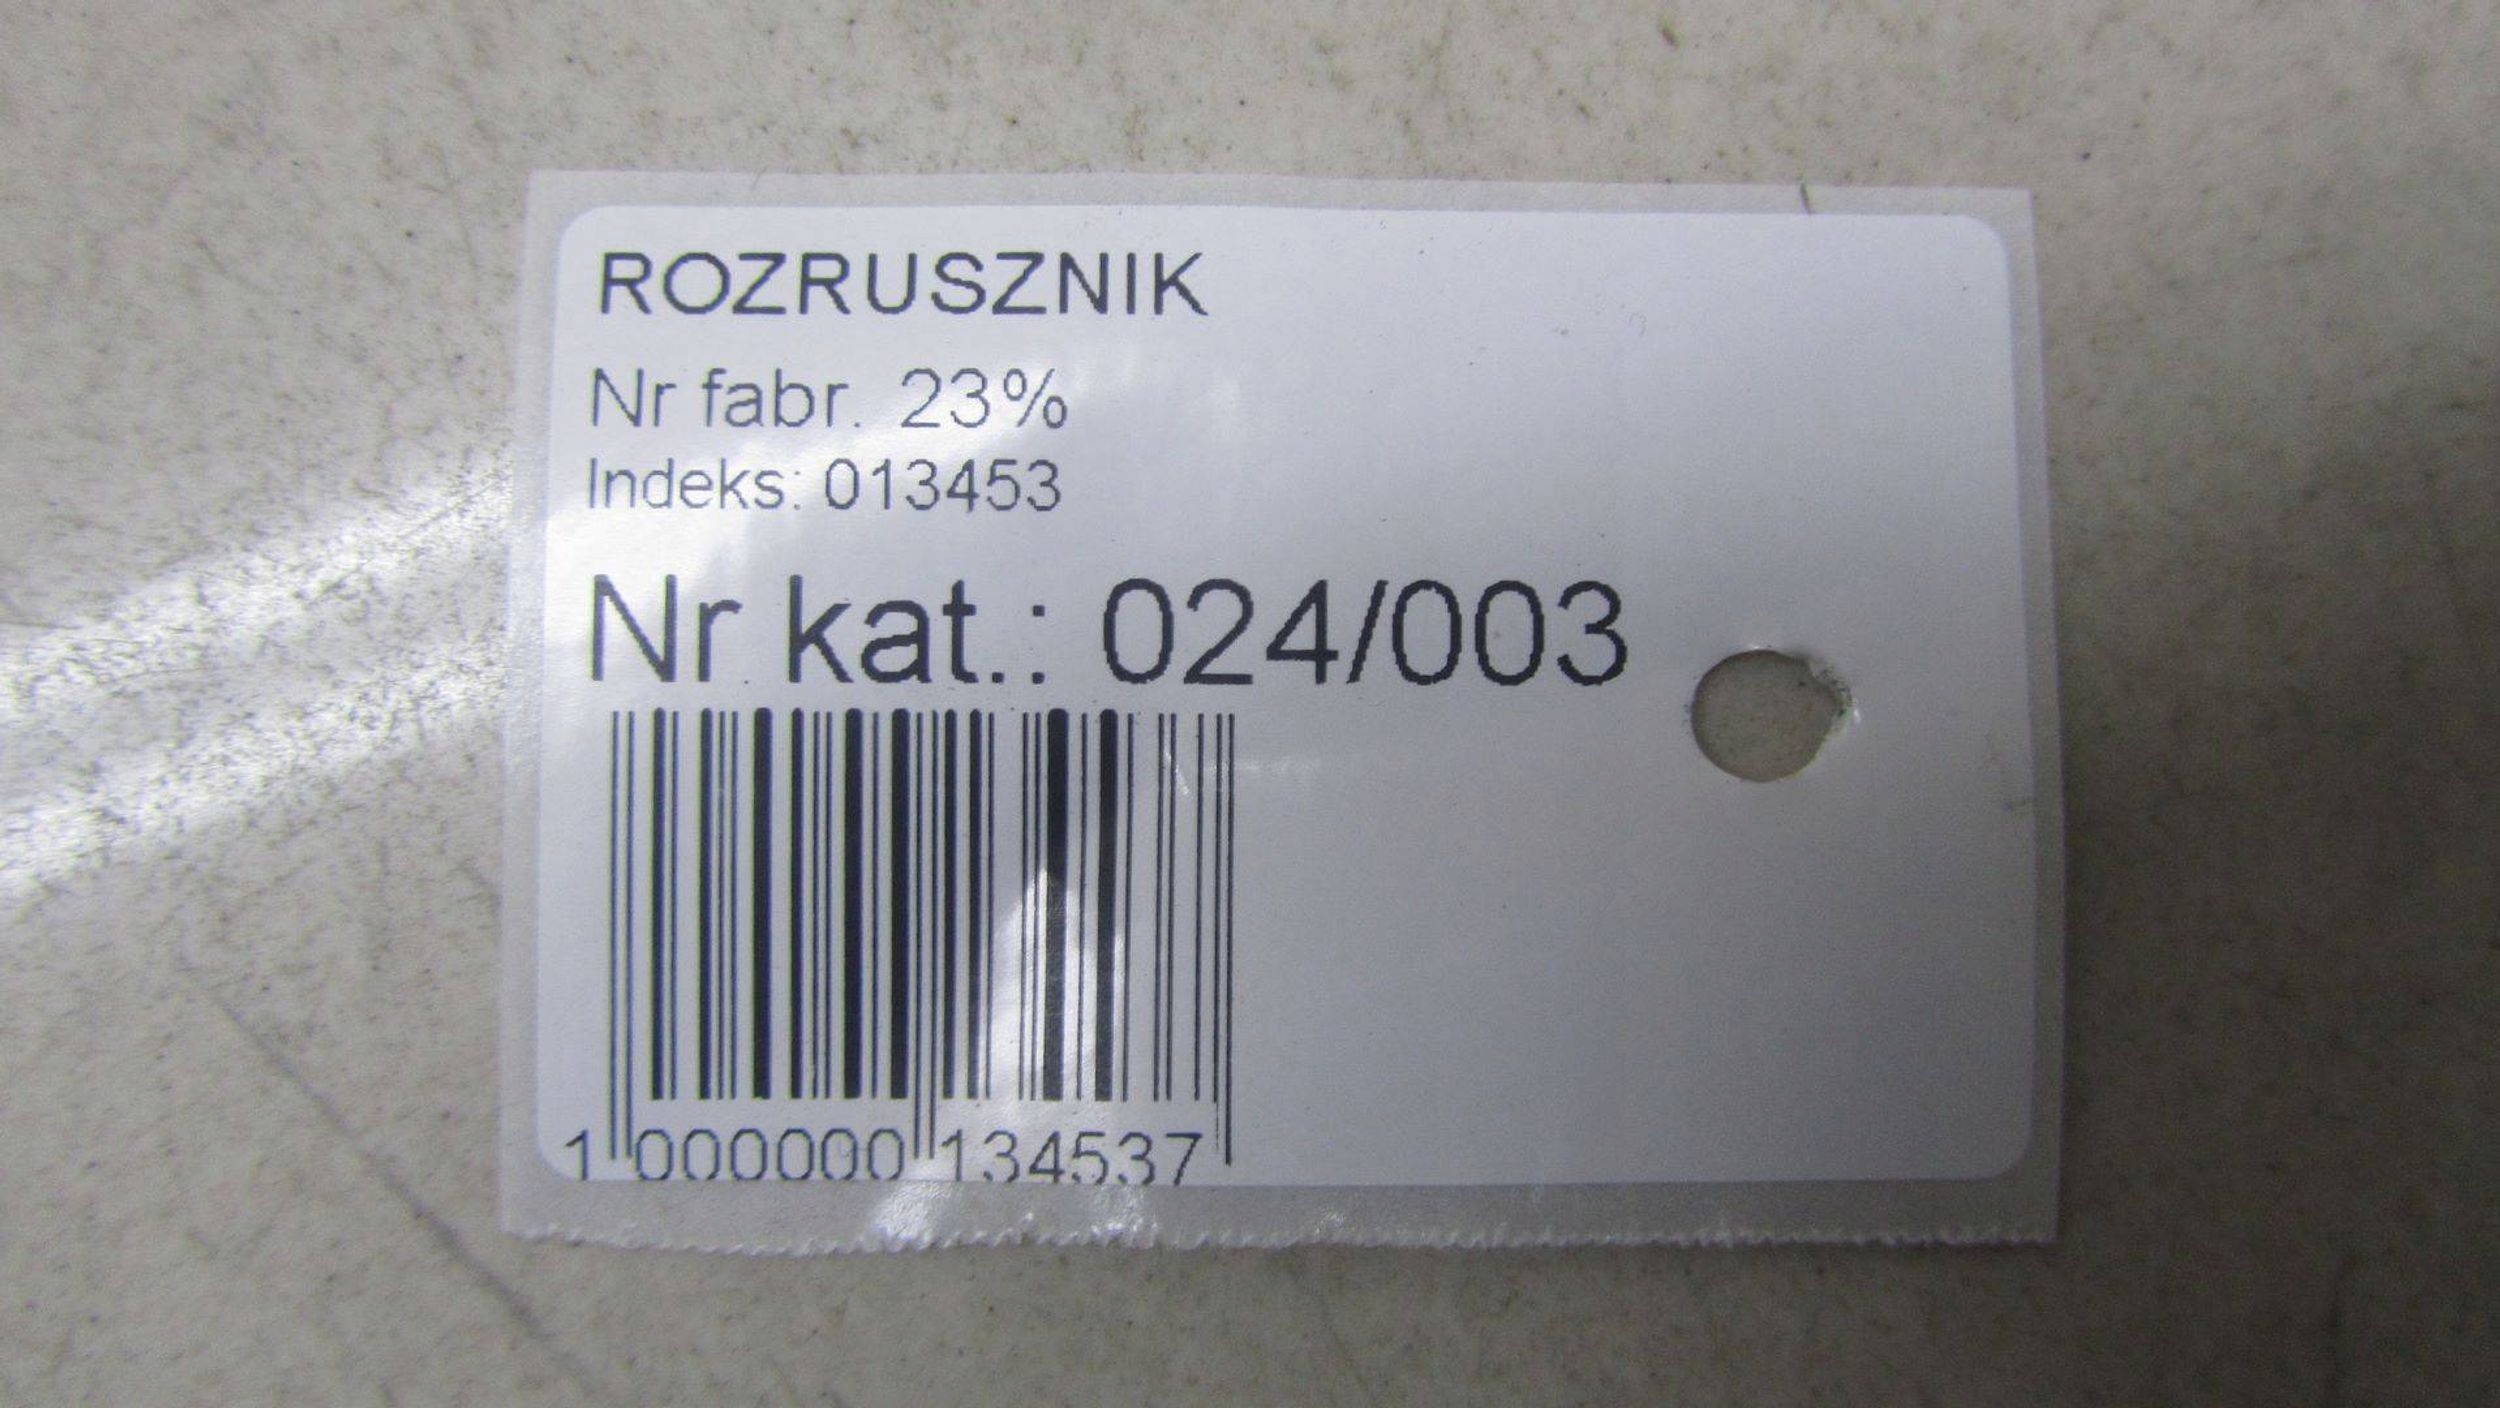 ROZRUSZNIK
Nr fabr. 23%
Indeks: 013453
Nr kat.: 024/003
1 000000 134537